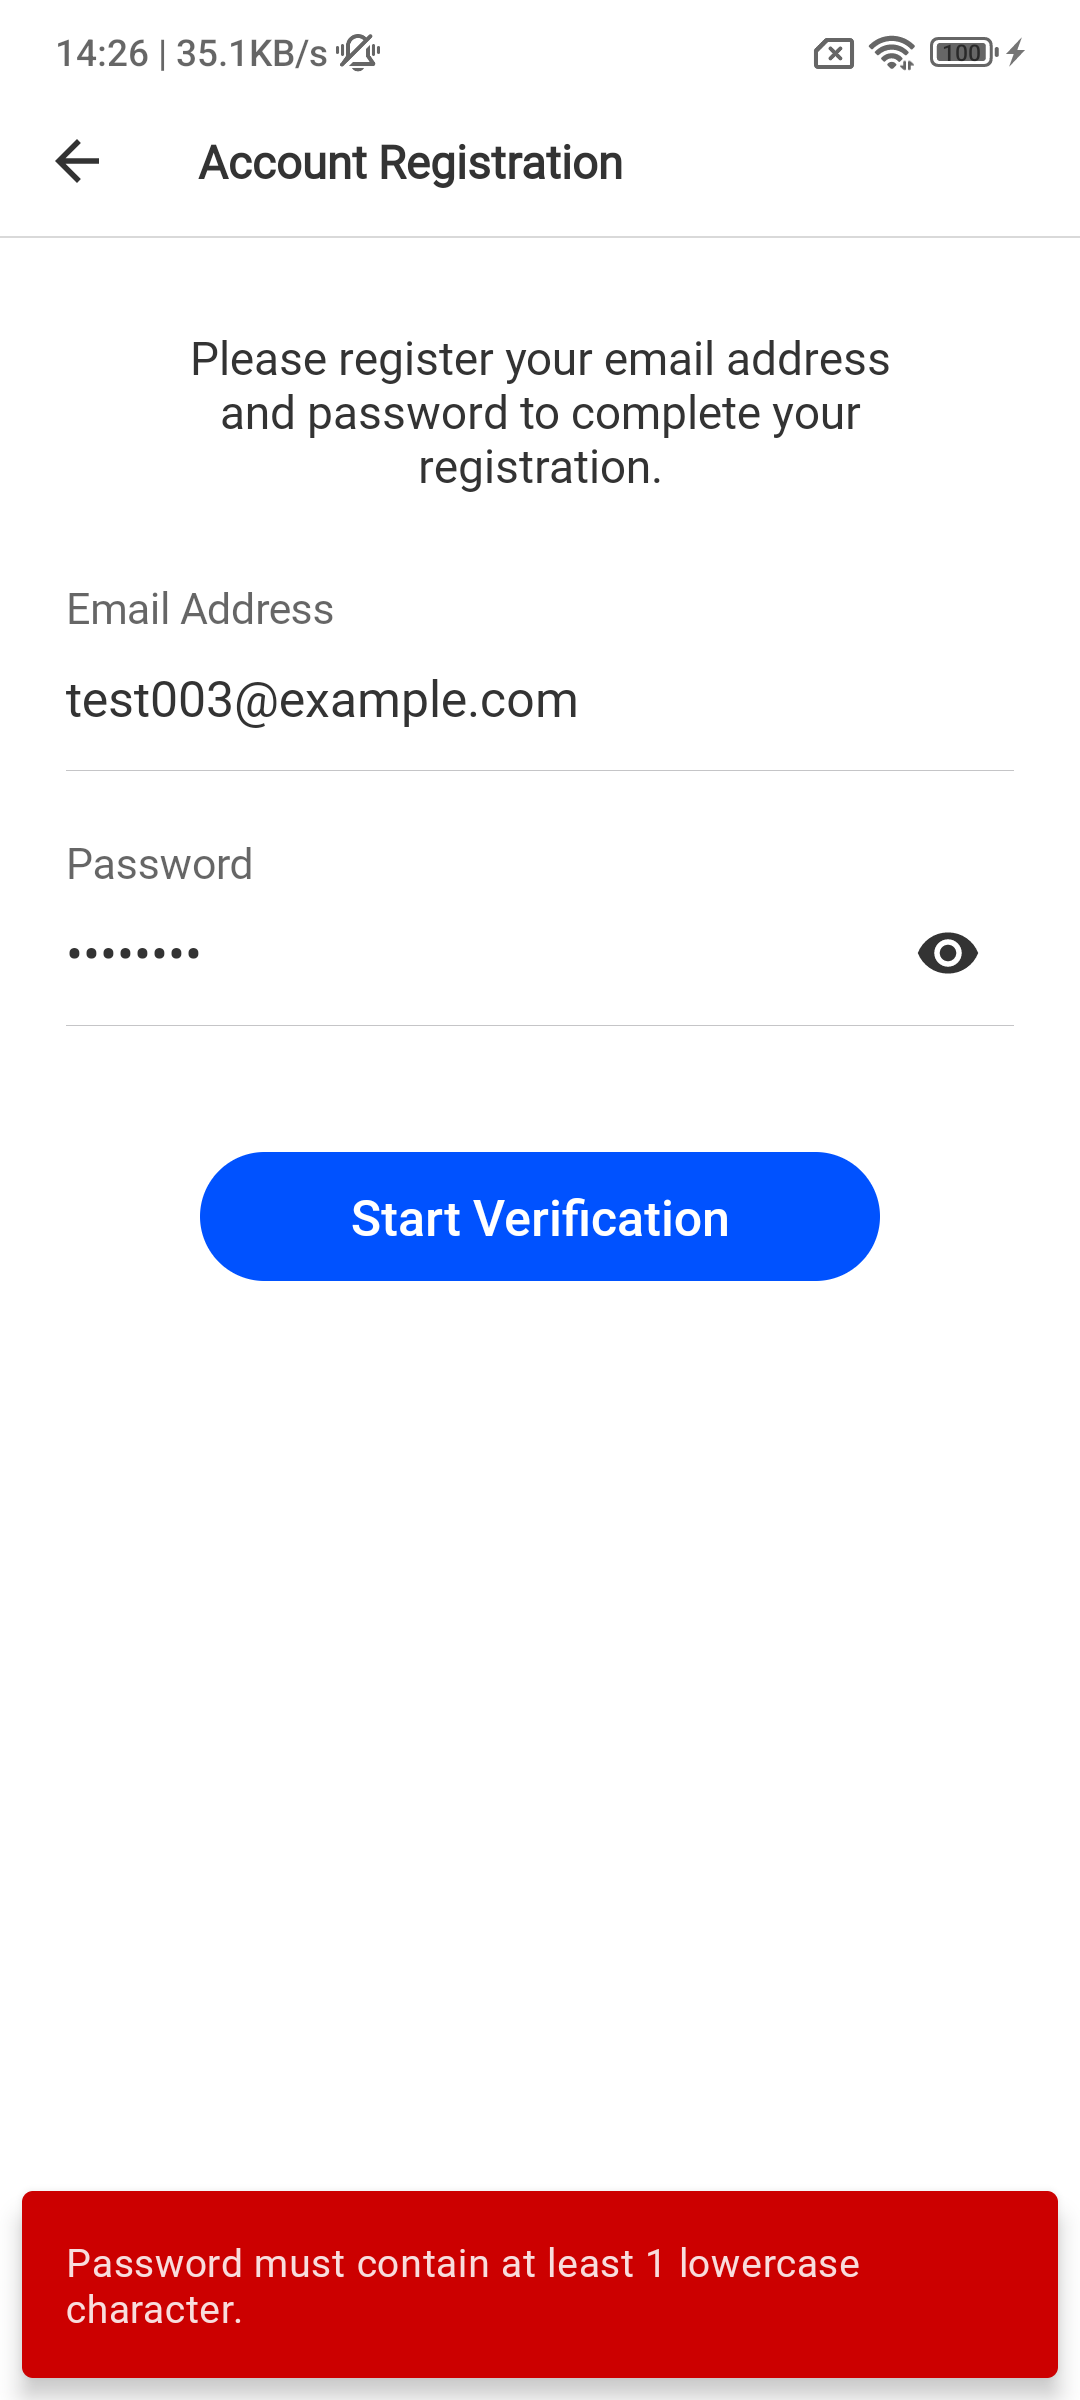 14:26 | 35.1KB/s
100
Account Registration
Please register your email address
and password to complete your
registration.
Email Address
test003@example.com
Password
••••••••
Start Verification
Password must contain at least 1 lowercase
character.